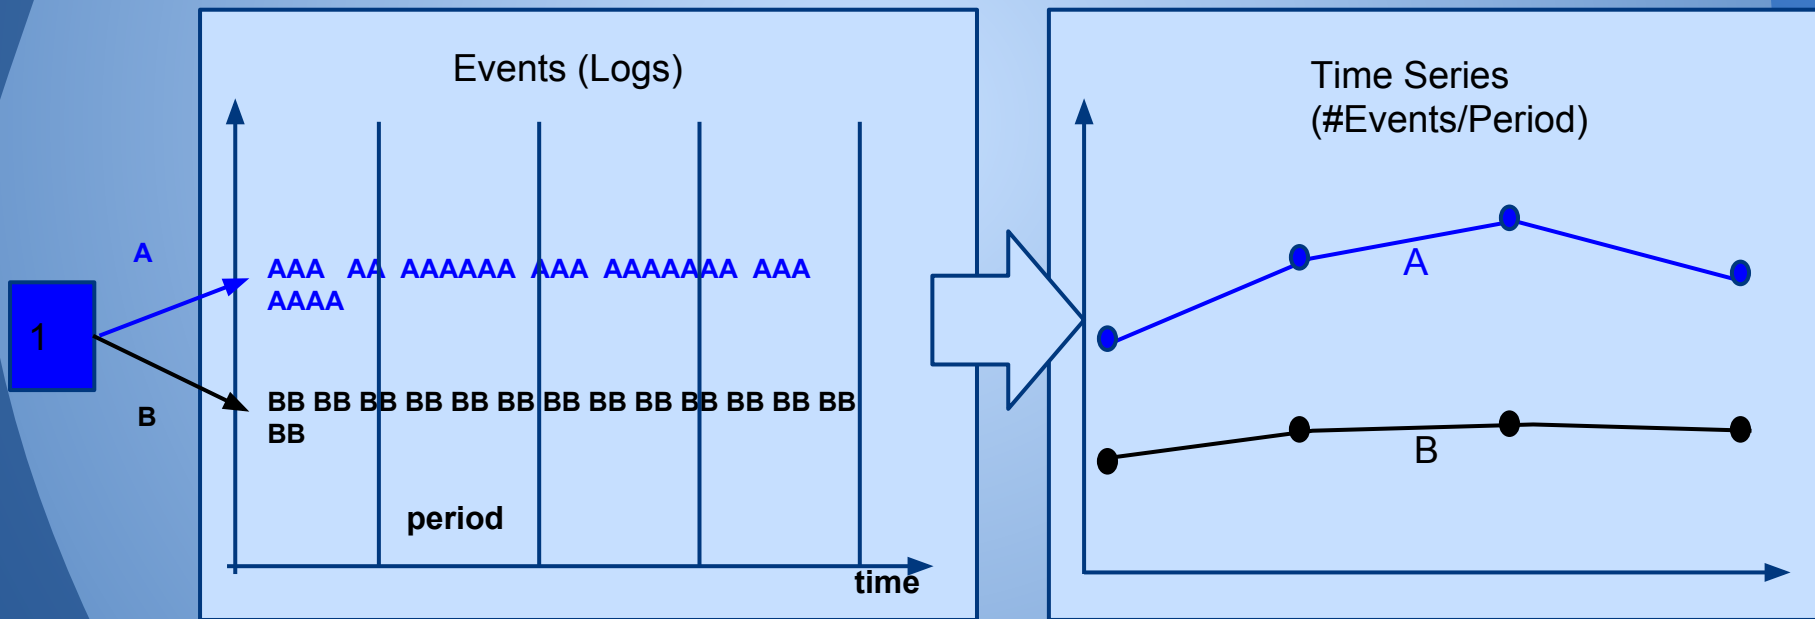 Events (Logs)
A
1
B
AAA AA AAAAAA AAA AAAAAAA AAA
AAAA
BB BB BB BB BB BB BB BB BB BB BB BB BB
BB
period
time
Time Series
(#Events/Period)
A
B